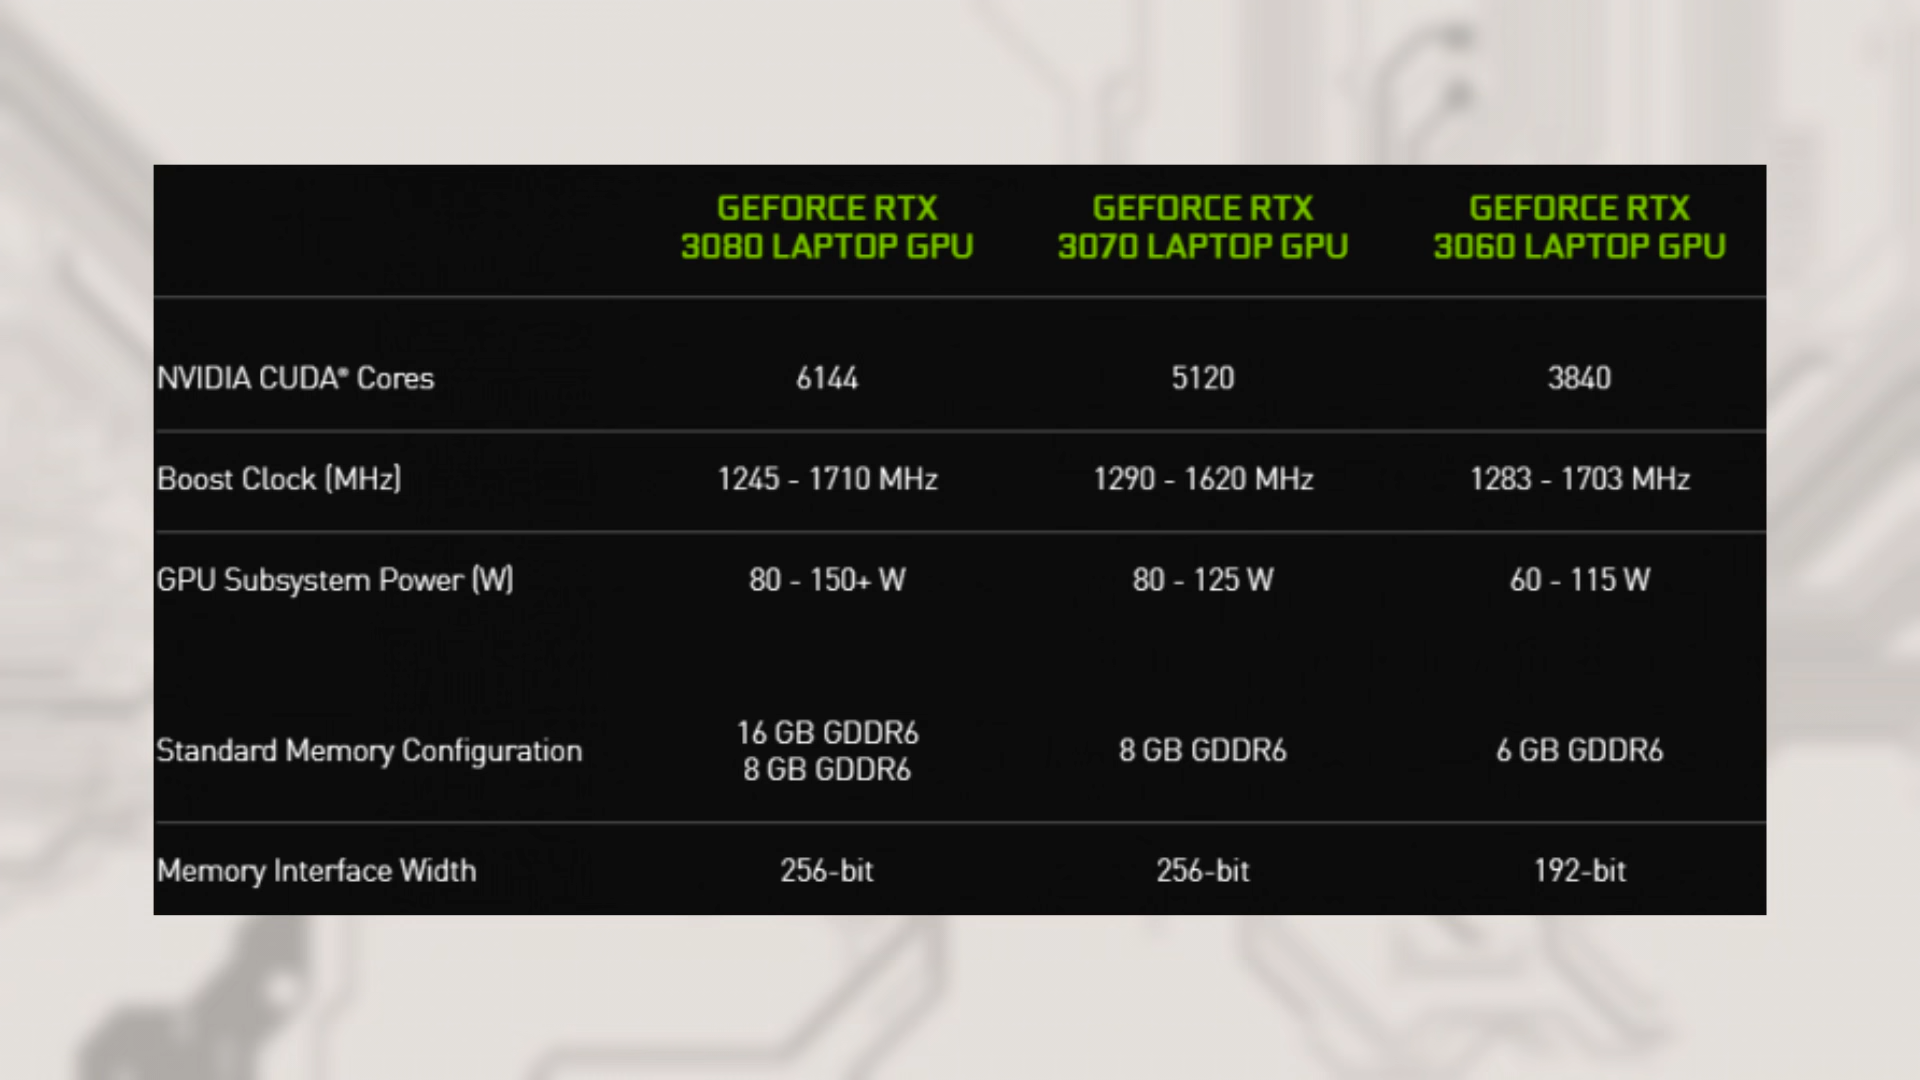 GEFORCE RTX
3080 LAPTOP GPU
GEFORCE RTX
3070 LAPTOP GPU
GEFORCE RTX
3060 LAPTOP GPU
NVIDIA CUDA® Cores 6144 5120 3840
Boost Clock (MHz) 1245 - 1710 MHz 1290 - 1620 MHz 1283 - 1703 MHz
GPU Subsystem Power (W) 80 - 150+ W 80 - 125 W 60 - 115 W
Standard Memory Configuration
16 GB GDDR6
8 GB GDDR6
8 GB GDDR6
6 GB GDDR6
Memory Interface Width 256-bit 256-bit 192-bit